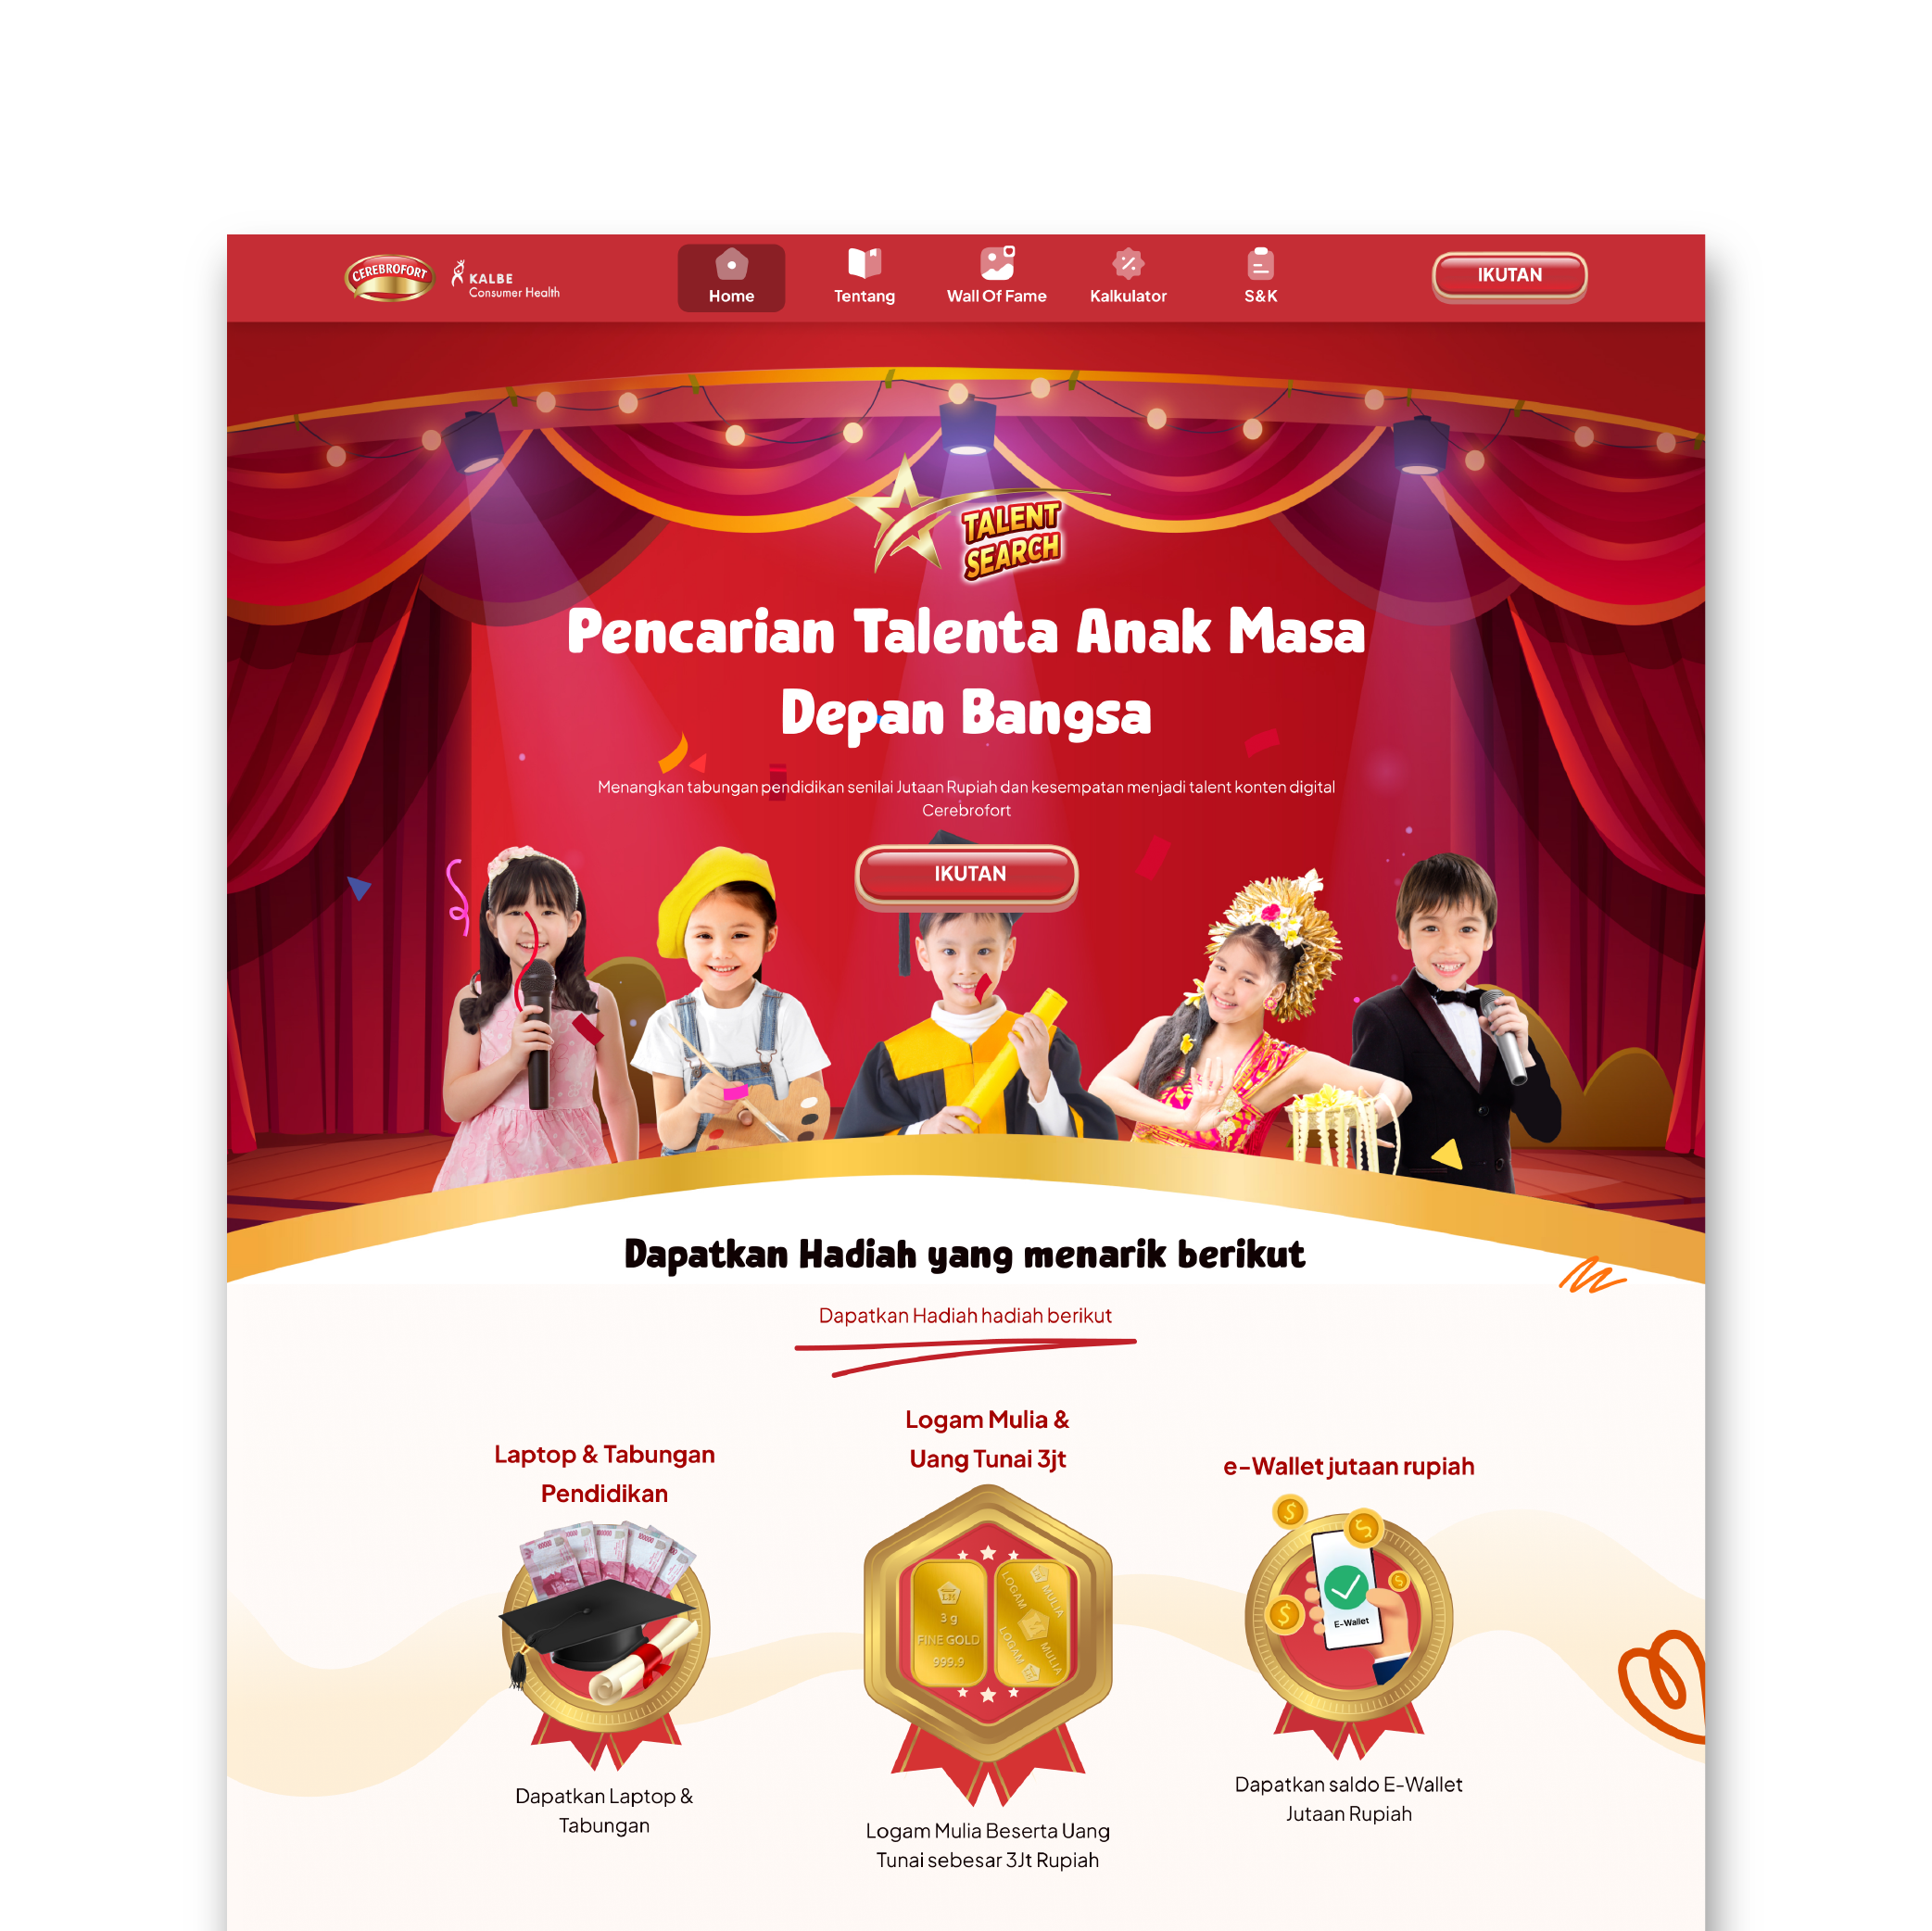 CEREBROFORT
KALBE
Consumer Health
Home
Tentang
Wall Of Fame
Kalkulator
S&K
IKUTAN
TALENT
SEARCH
Pencarian Talenta Anak Masa
Depan Bangsa
Menangkan tabungan pendidikan senilai Jutaan Rupiah dan kesempatan menjadi talent konten digital
Cerebrofort
IKUTAN
Dapatkan Hadiah yang menarik berikut
Dapatkan Hadiah hadiah berikut
Laptop & Tabungan
Pendidikan
100000
Dapatkan Laptop &
Tabungan
Logam Mulia &
Uang Tunai 3jt
LM
3 g
FINE GOLD
999.9
LOGAM
MULIA
LOGAM
MULIA
Logam Mulia Beserta Uang
Tunai sebesar 3Jt Rupiah
e-Wallet jutaan rupiah
E-Wallet
Dapatkan saldo E-Wallet
Jutaan Rupiah